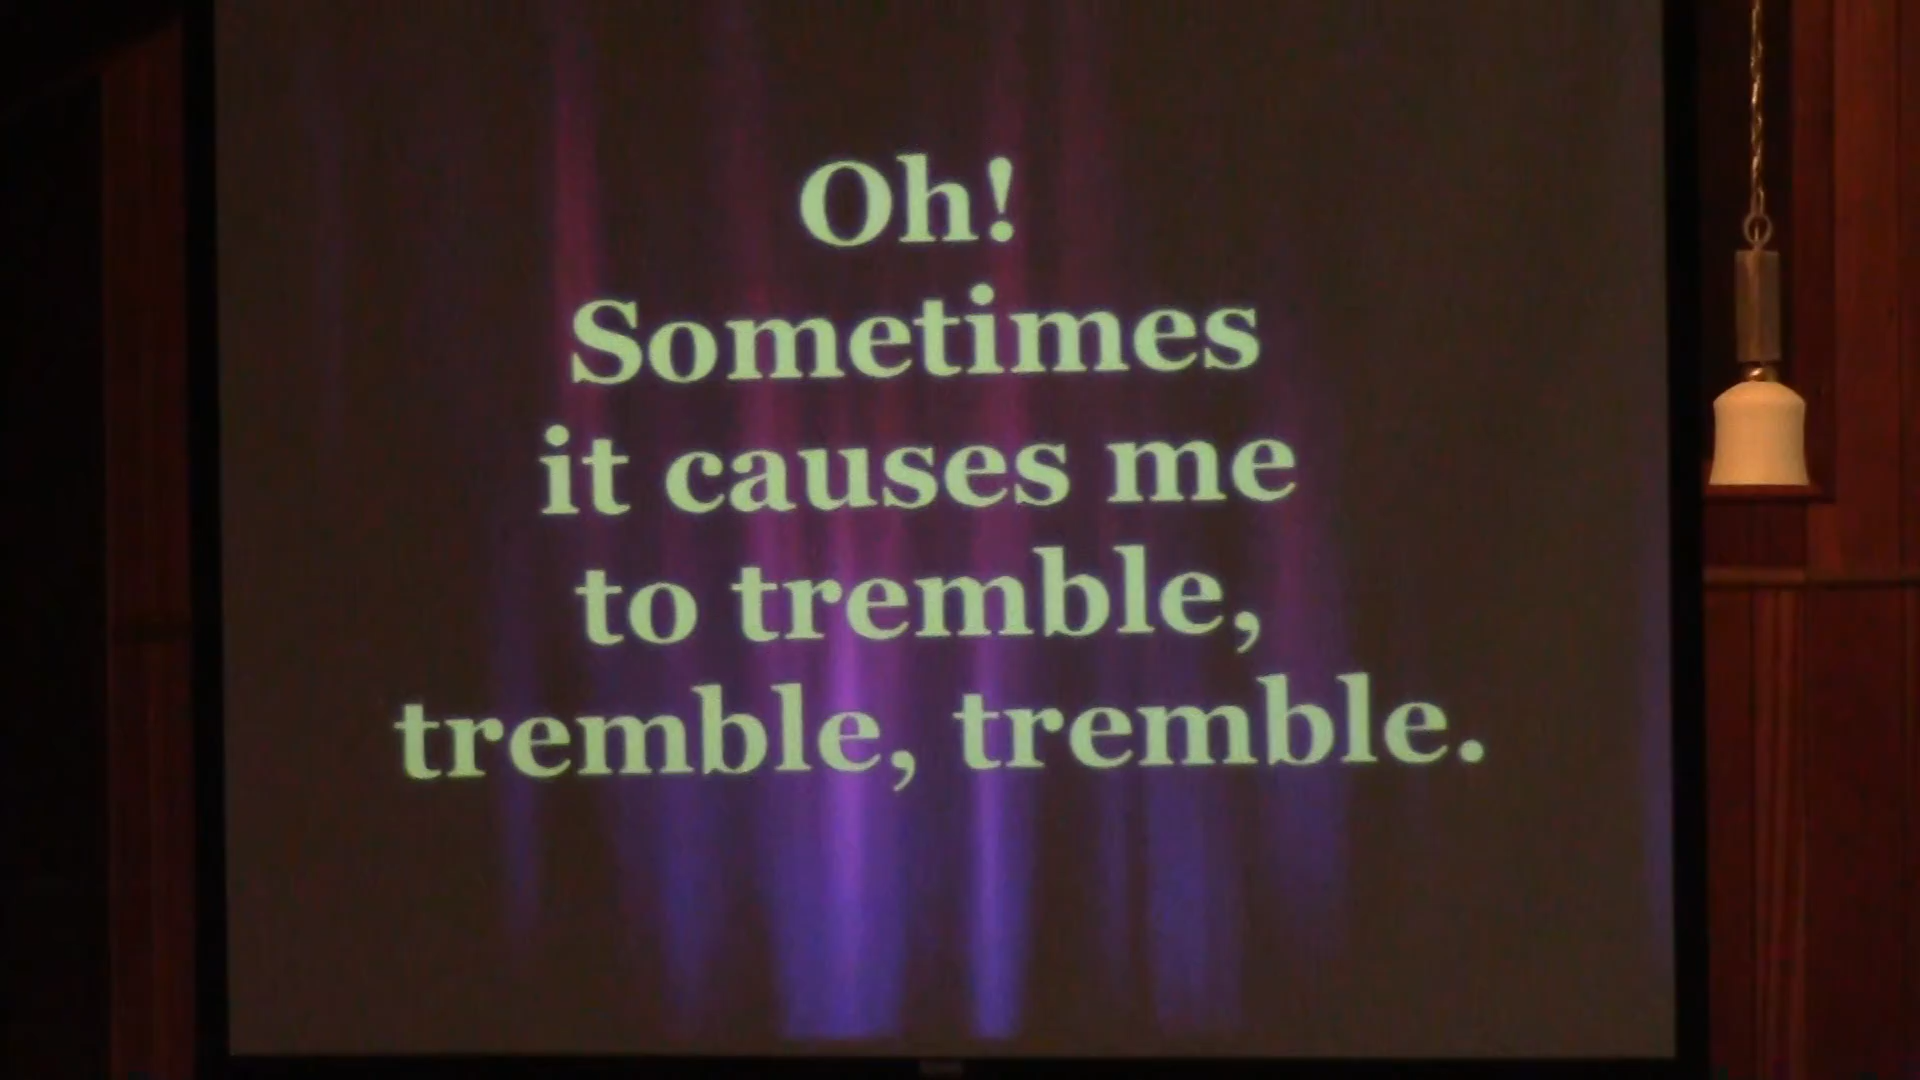 Oh!
Sometimes
it causes me
to tremble,
tremble, tremble.